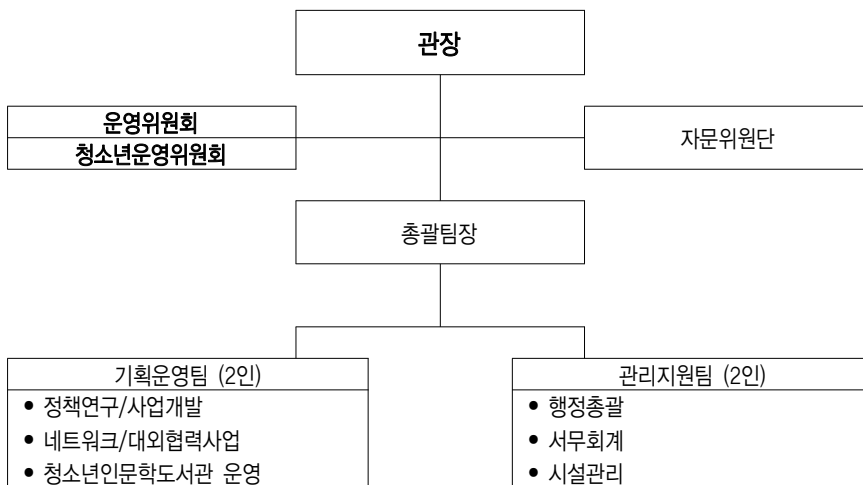 관장
운영위원회
청소년운영위원회
자문위원단
총괄팀장
기획운영팀 (2인)
• 정책연구/사업개발
• 네트워크/대외협력사업
• 청소년인문학도서관 운영
관리지원팀 (2인)
• 행정총괄
• 서무회계
• 시설관리